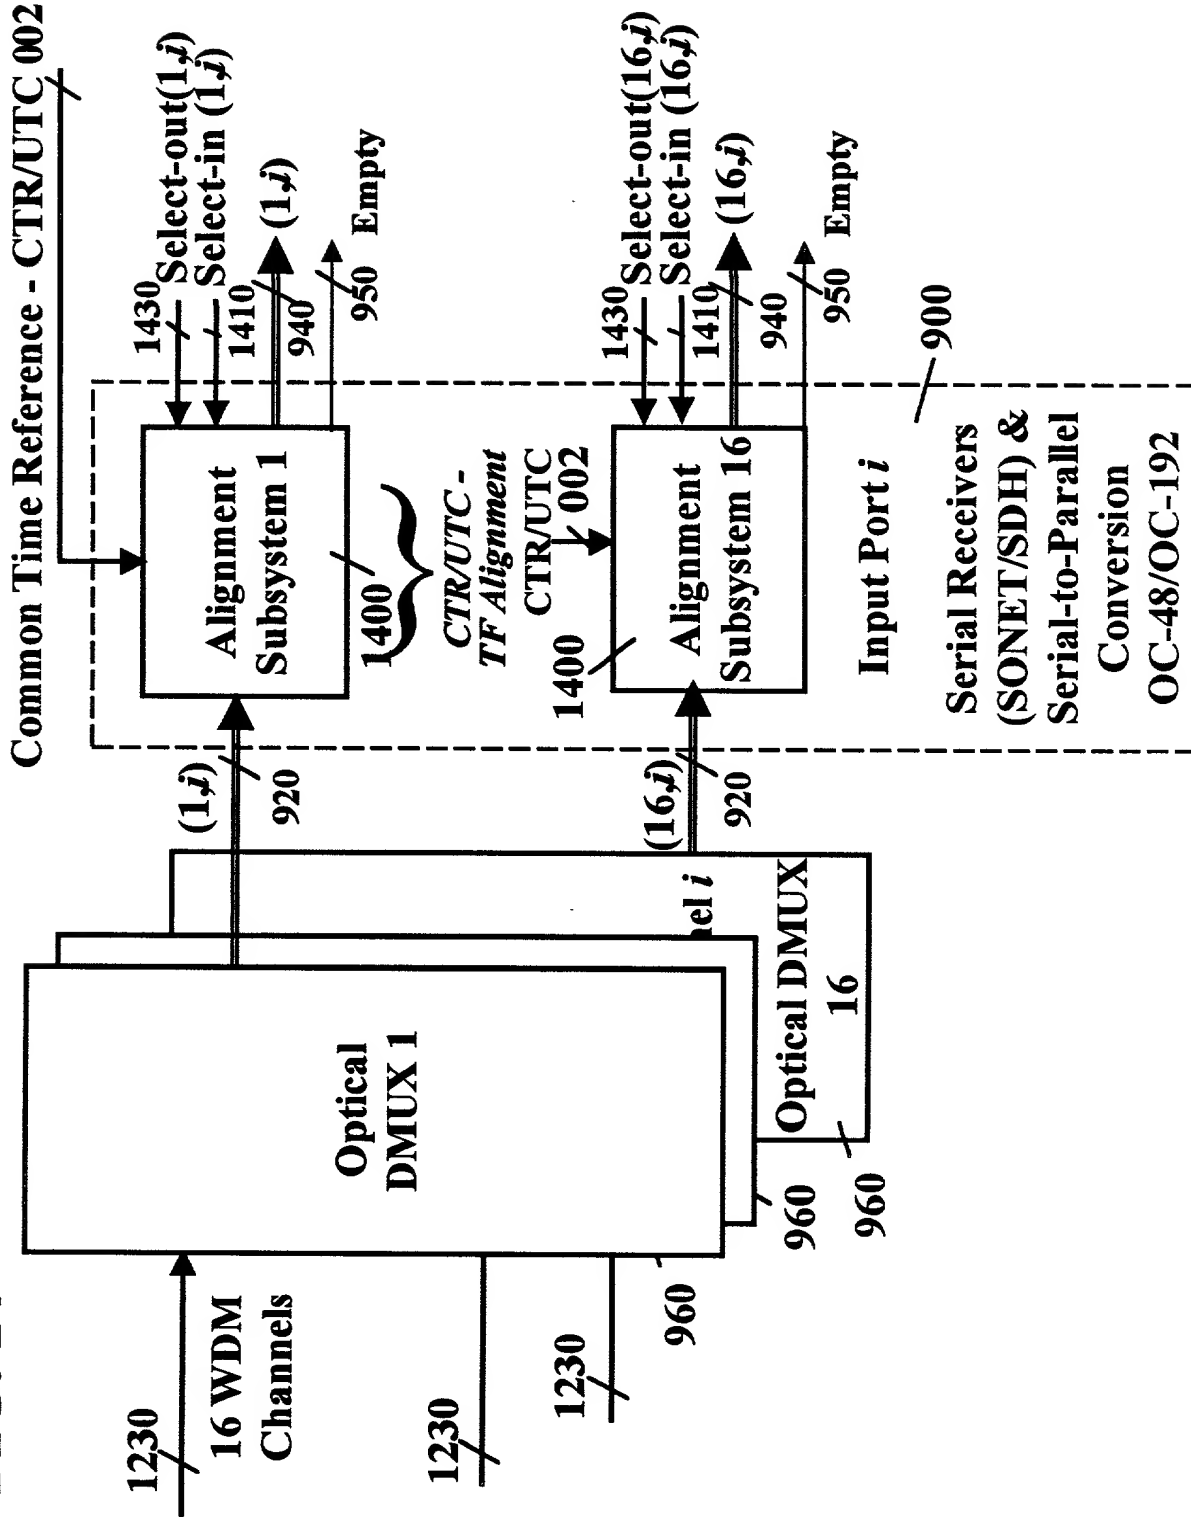 Common Time Reference - CTR/UTC 002
1430
Select-out(1,i)
Select-in (1,i)
1410
(1,i)
940
950
Empty
Alignment
Subsystem 1
1400
CTR/UTC -
TF Alignment
CTR/UTC
002
1430
Select-out(16,i)
Select-in (16,i)
1410
(16,i)
940
950
Empty
1400
Alignment
Subsystem 16
900
Input Port i
Serial Receivers
(SONET/SDH) &
Serial-to-Parallel
Conversion
OC-48/OC-192
(1,i)
920
(16,i)
920
nel i
Optical
DMUX 1
Optical DMUX
16
960
960
960
1230
16 WDM
Channels
1230
1230